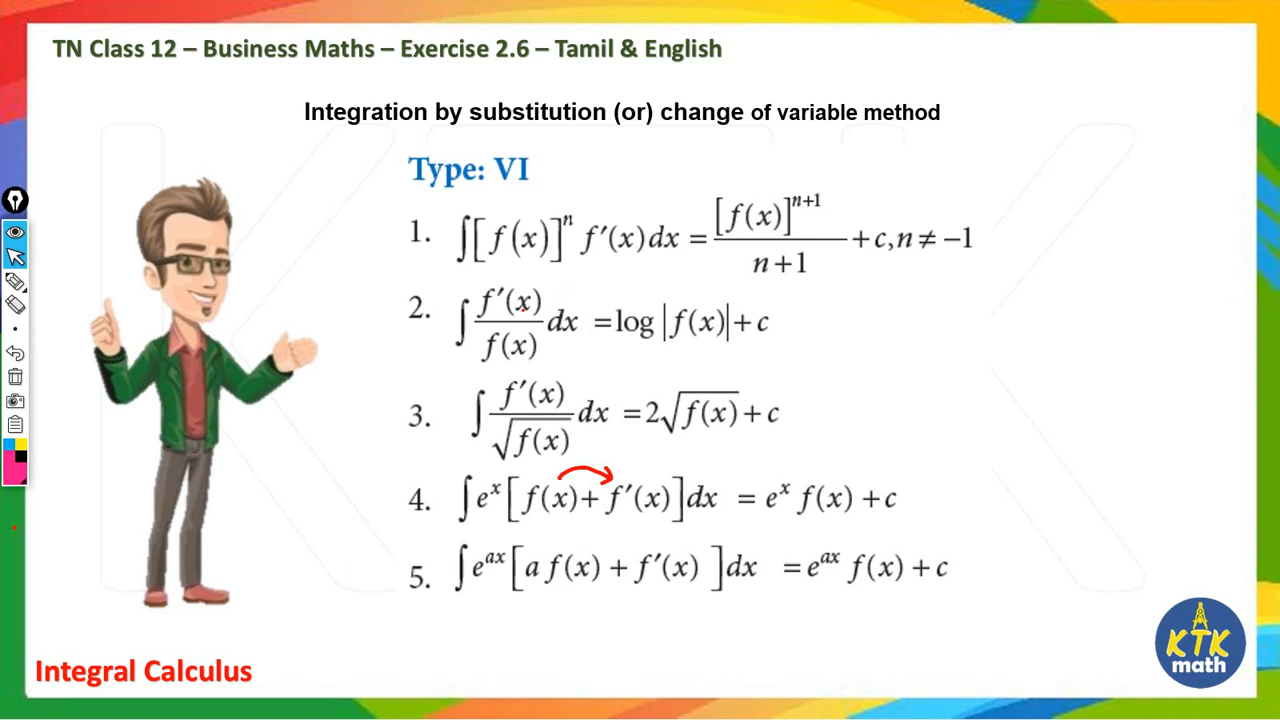 TN Class 12 – Business Maths – Exercise 2.6 – Tamil & English
Integration by substitution (or) change of variable method
Type: VI
1. ∫[f(x)]ⁿ f′(x)dx = [f(x)]ⁿ⁺¹ / n+1 + c, n ≠ −1
2. ∫ f′(x) / f(x) dx = log |f(x)| + c
3. ∫ f′(x) / √f(x) dx = 2√f(x) + c
4. ∫eˣ [f(x)+ f′(x)]dx = eˣ f(x) + c
5. ∫eᵃˣ [a f(x) + f′(x) ]dx = eᵃˣ f(x) + c
Integral Calculus
KTK
math